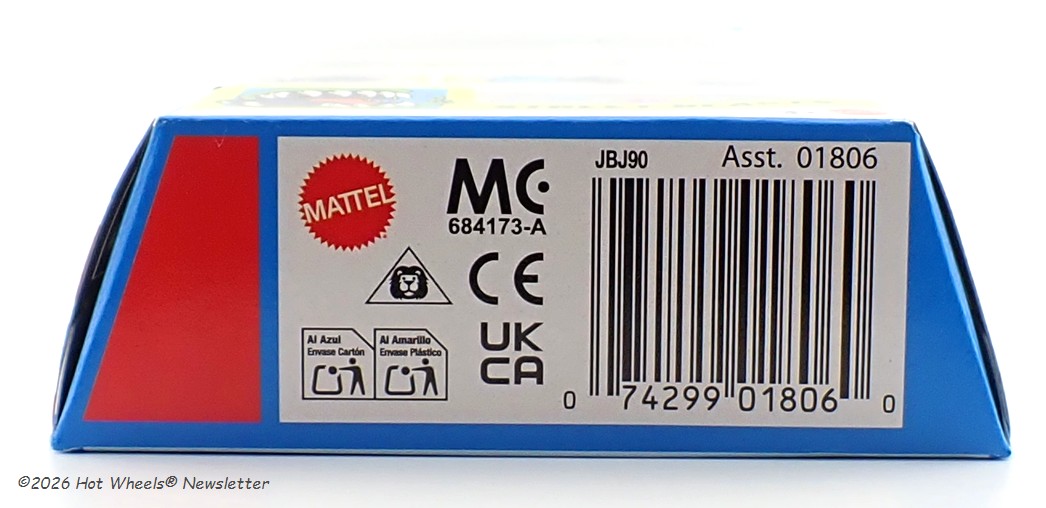 MATTEL
MC
684173-A
JBJ90
Asst. 01806
CE
UK
CA
Al Azul
Envase Cartón
Al Amarillo
Envase Plástico
0 74299 01806 0
©2026 Hot Wheels® Newsletter